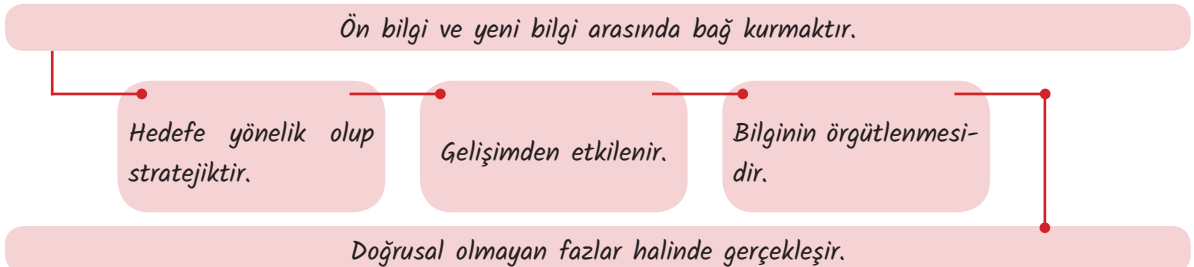 Ön bilgi ve yeni bilgi arasında bağ kurmaktır.
Hedefe yönelik olup
stratejiktir.
Gelişimden etkilenir.
Bilginin örgütlenmesi-
dir.
Doğrusal olmayan fazlar halinde gerçekleşir.